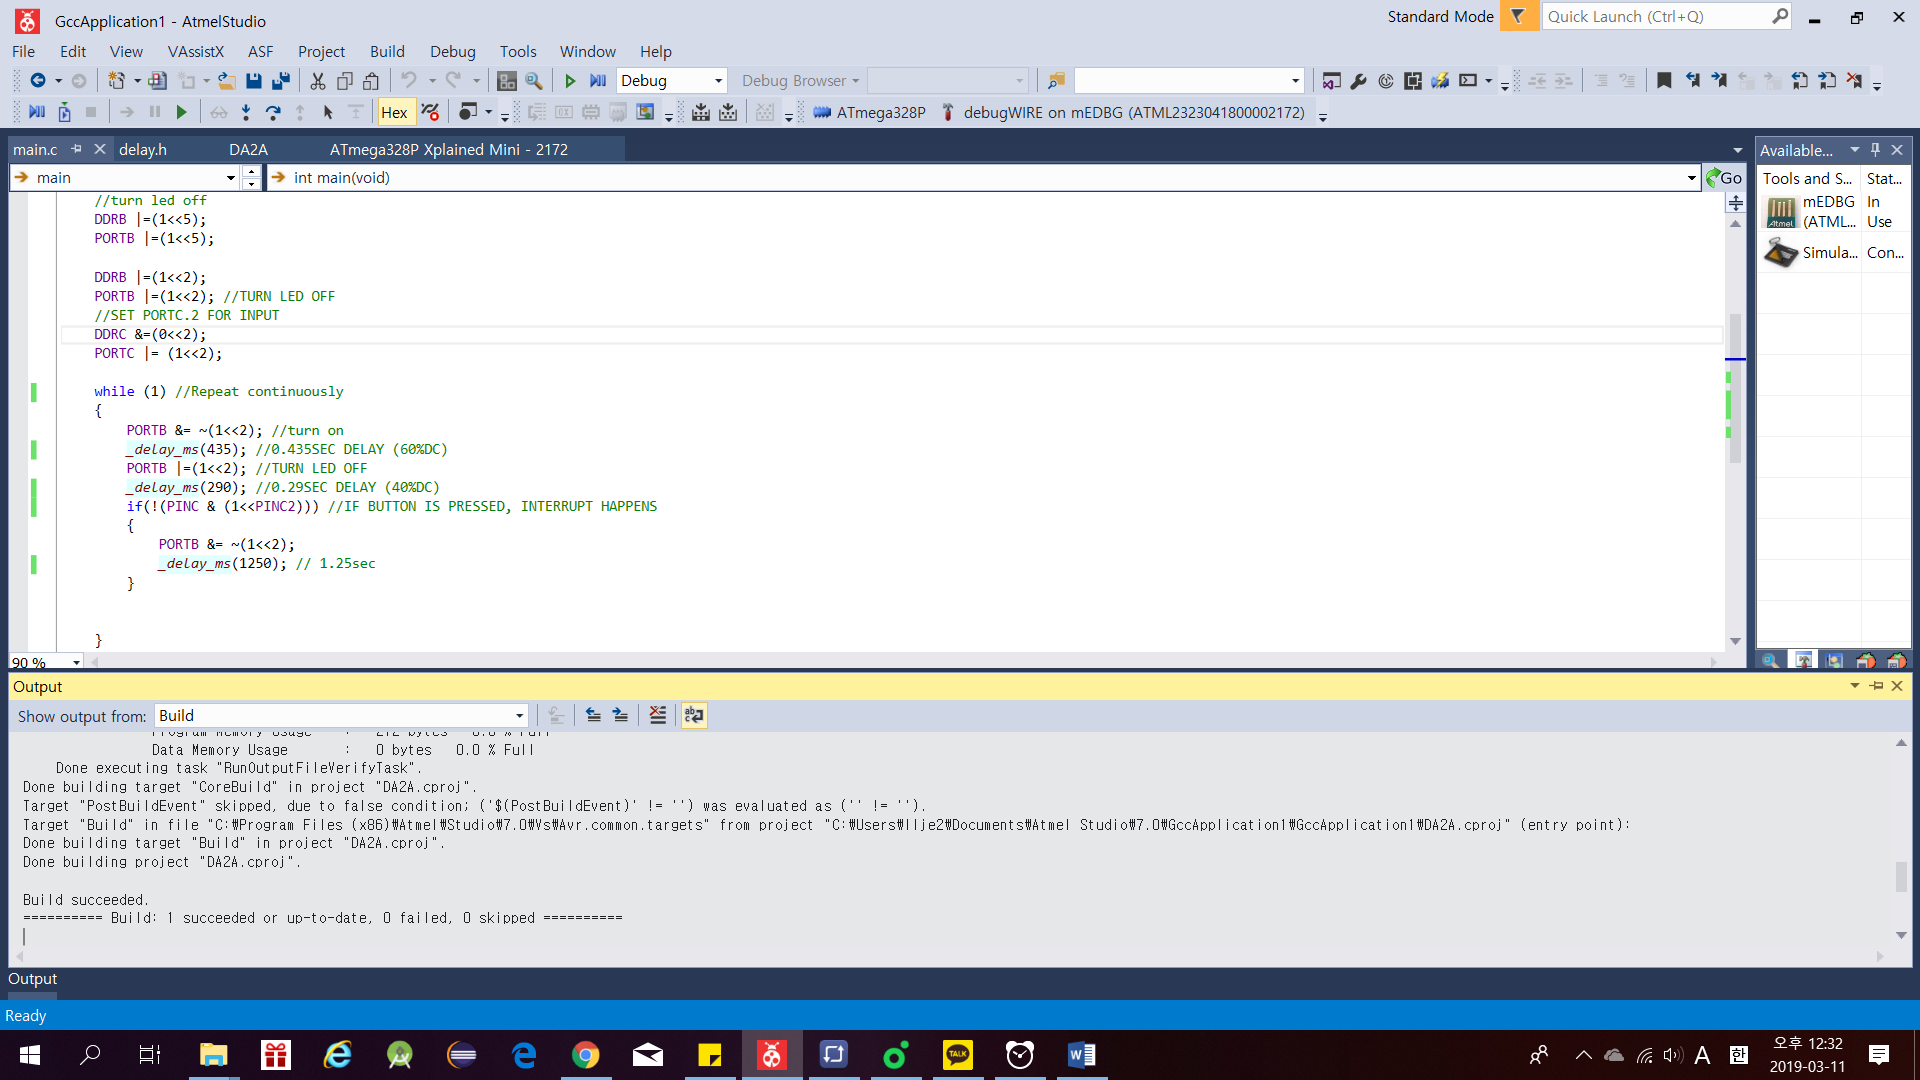 GccApplication1 - AtmelStudio
Standard Mode
Quick Launch (Ctrl+Q)
File Edit View VAssistX ASF Project Build Debug Tools Window Help
Debug
Debug Browser
Hex
ATmega328P
debugWIRE on mEDBG (ATML2323041800002172)
main.c delay.h DA2A ATmega328P Xplained Mini - 2172
main
int main(void)
Go
//turn led off
DDRB |=(1<<5);
PORTB |=(1<<5);
DDRB |=(1<<2);
PORTB |=(1<<2); //TURN LED OFF
//SET PORTC.2 FOR INPUT
DDRC &=(0<<2);
PORTC |= (1<<2);
while (1) //Repeat continuously
{
PORTB &= ~(1<<2); //turn on
_delay_ms(435); //0.435SEC DELAY (60%DC)
PORTB |=(1<<2); //TURN LED OFF
_delay_ms(290); //0.29SEC DELAY (40%DC)
if(!(PINC & (1<<PINC2))) //IF BUTTON IS PRESSED, INTERRUPT HAPPENS
{
PORTB &= ~(1<<2);
_delay_ms(1250); // 1.25sec
}
}
90 %
Available...
Tools and S... Stat...
mEDBG (ATML... In Use
Atmel
Simula... Con...
Output
Show output from: Build
Program Memory Usage : 212 bytes
Data Memory Usage : 0 bytes 0.0 % Full
Done executing task "RunOutputFileVerifyTask".
Done building target "CoreBuild" in project "DA2A.cproj".
Target "PostBuildEvent" skipped, due to false condition; ('$(PostBuildEvent)' != '') was evaluated as ('' != '').
Target "Build" in file "C:₩Program Files (x86)₩Atmel₩Studio₩7.0₩Vs₩Avr.common.targets" from project "C:₩Users₩llje2₩Documents₩Atmel Studio₩7.0₩GccApplication1₩GccApplication1₩DA2A.cproj" (entry point):
Done building target "Build" in project "DA2A.cproj".
Done building project "DA2A.cproj".
Build succeeded.
========== Build: 1 succeeded or up-to-date, 0 failed, 0 skipped ==========
Output
Ready
TALK
A 한
오후 12:32
2019-03-11